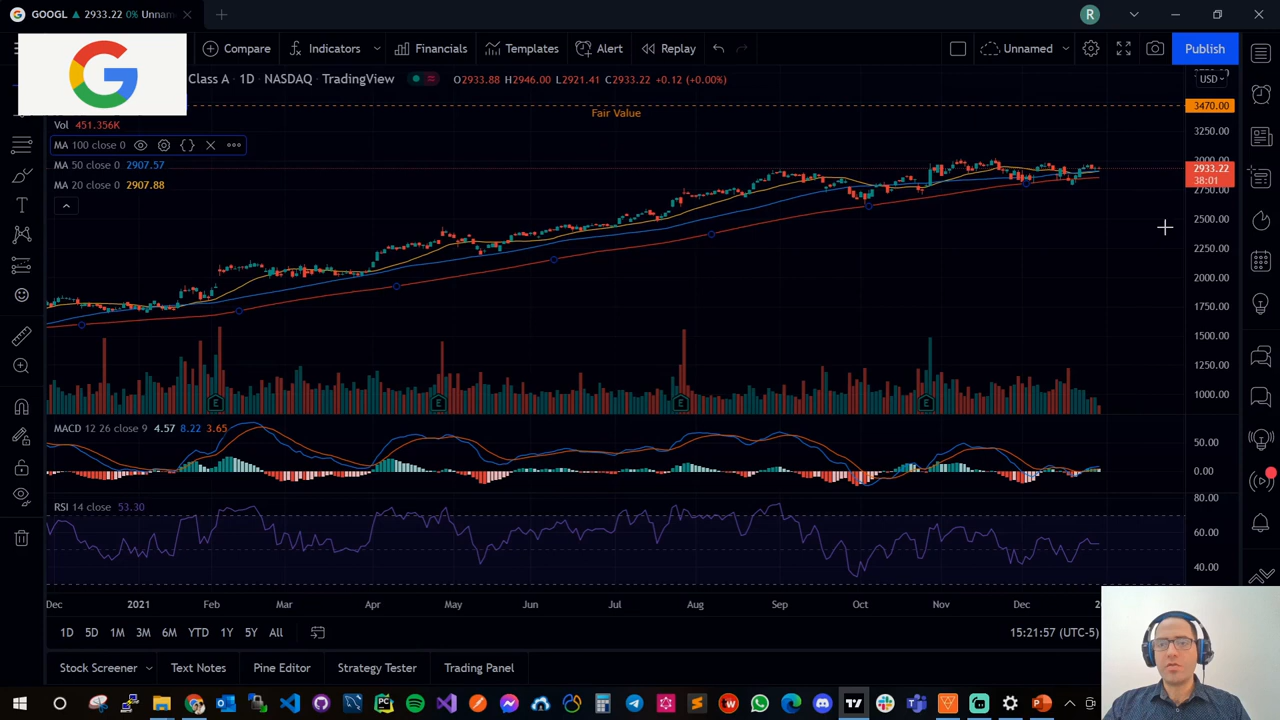 GOOGL ▲ 2933.22 0% Unnam
R
Compare
Indicators
Financials
Templates
Alert
Replay
Unnamed
Publish
Class A · 1D · NASDAQ · TradingView
O2933.88 H2946.00 L2921.41 C2933.22 +0.12 (+0.00%)
USD
Fair Value
3470.00
Vol 451.356K
3250.00
MA 100 close 0
MA 50 close 0 2907.57
2933.22
38:01
MA 20 close 0 2907.88
2750.00
2500.00
2250.00
2000.00
1750.00
1500.00
1250.00
1000.00
E E E E
MACD 12 26 close 9 4.57 8.22 3.65
50.00
0.00
RSI 14 close 53.30
80.00
60.00
40.00
Dec 2021 Feb Mar Apr May Jun Jul Aug Sep Oct Nov Dec
1D 5D 1M 3M 6M YTD 1Y 5Y All
15:21:57 (UTC-5)
Stock Screener
Text Notes
Pine Editor
Strategy Tester
Trading Panel